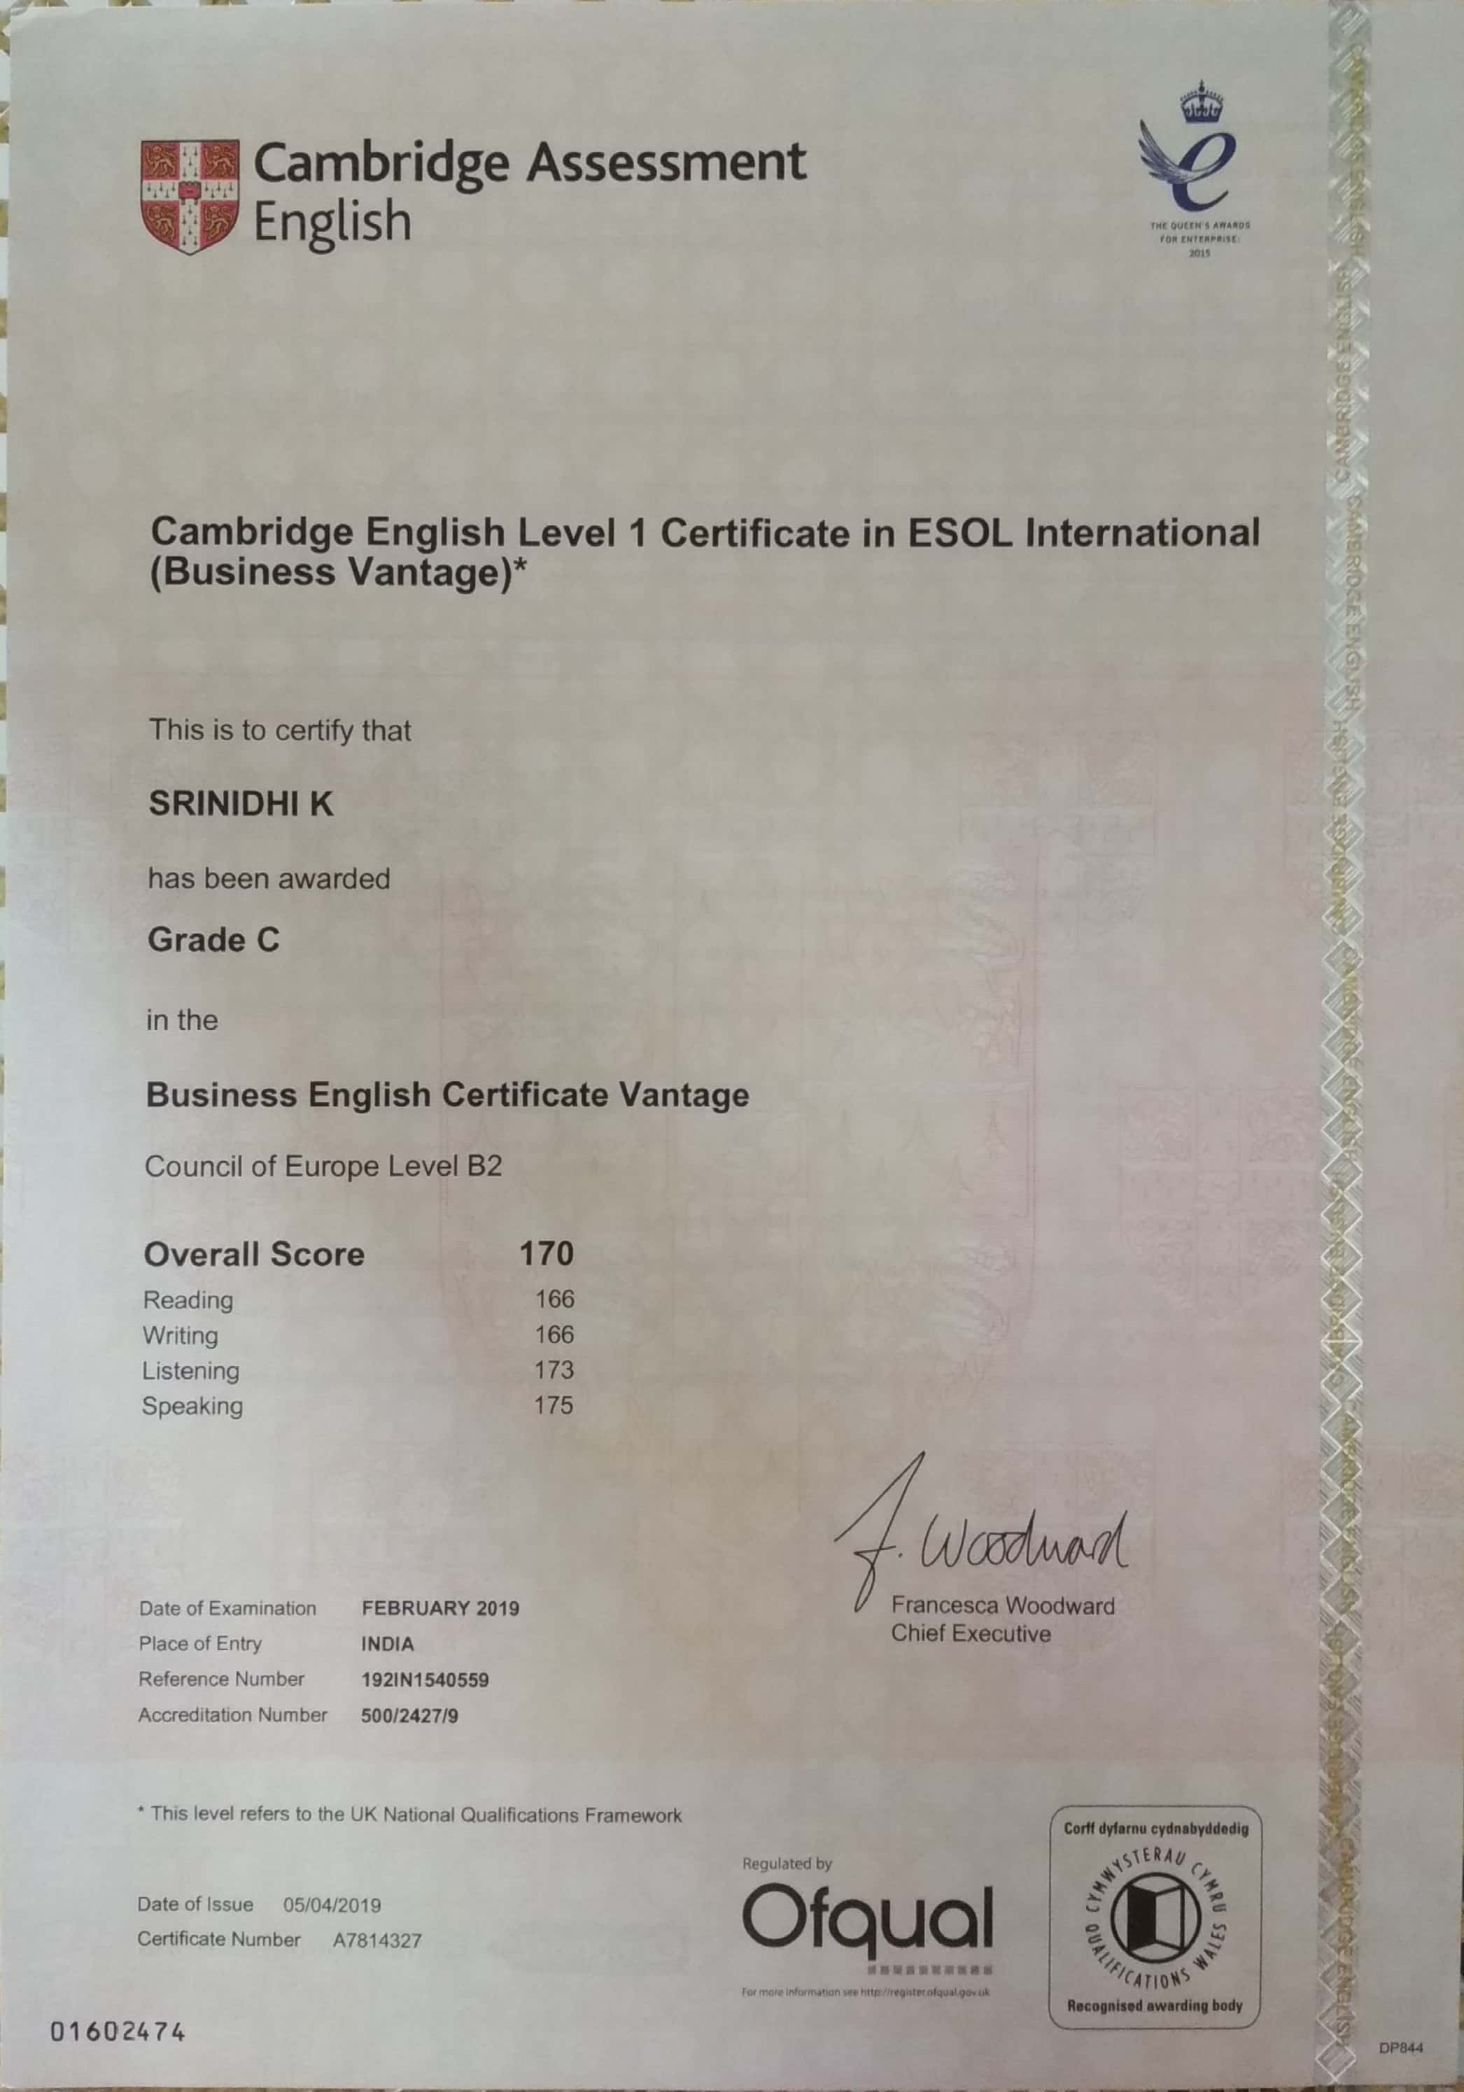 Cambridge Assessment
English
THE QUEEN'S AWARDS
FOR ENTERPRISE:
2015
Cambridge English Level 1 Certificate in ESOL International
(Business Vantage)*
This is to certify that
SRINIDHI K
has been awarded
Grade C
in the
Business English Certificate Vantage
Council of Europe Level B2
Overall Score 170
Reading 166
Writing 166
Listening 173
Speaking 175
F. Woodward
Francesca Woodward
Chief Executive
Date of Examination FEBRUARY 2019
Place of Entry INDIA
Reference Number 192IN1540559
Accreditation Number 500/2427/9
* This level refers to the UK National Qualifications Framework
Date of Issue 05/04/2019
Certificate Number A7814327
Regulated by
Ofqual
For more information see http://register.ofqual.gov.uk
Corff dyfarnu cydnabyddedig
CYMWYSTERAU CYMRU
QUALIFICATIONS WALES
Recognised awarding body
01602474
DP844
CAMBRIDGE ENGLISH